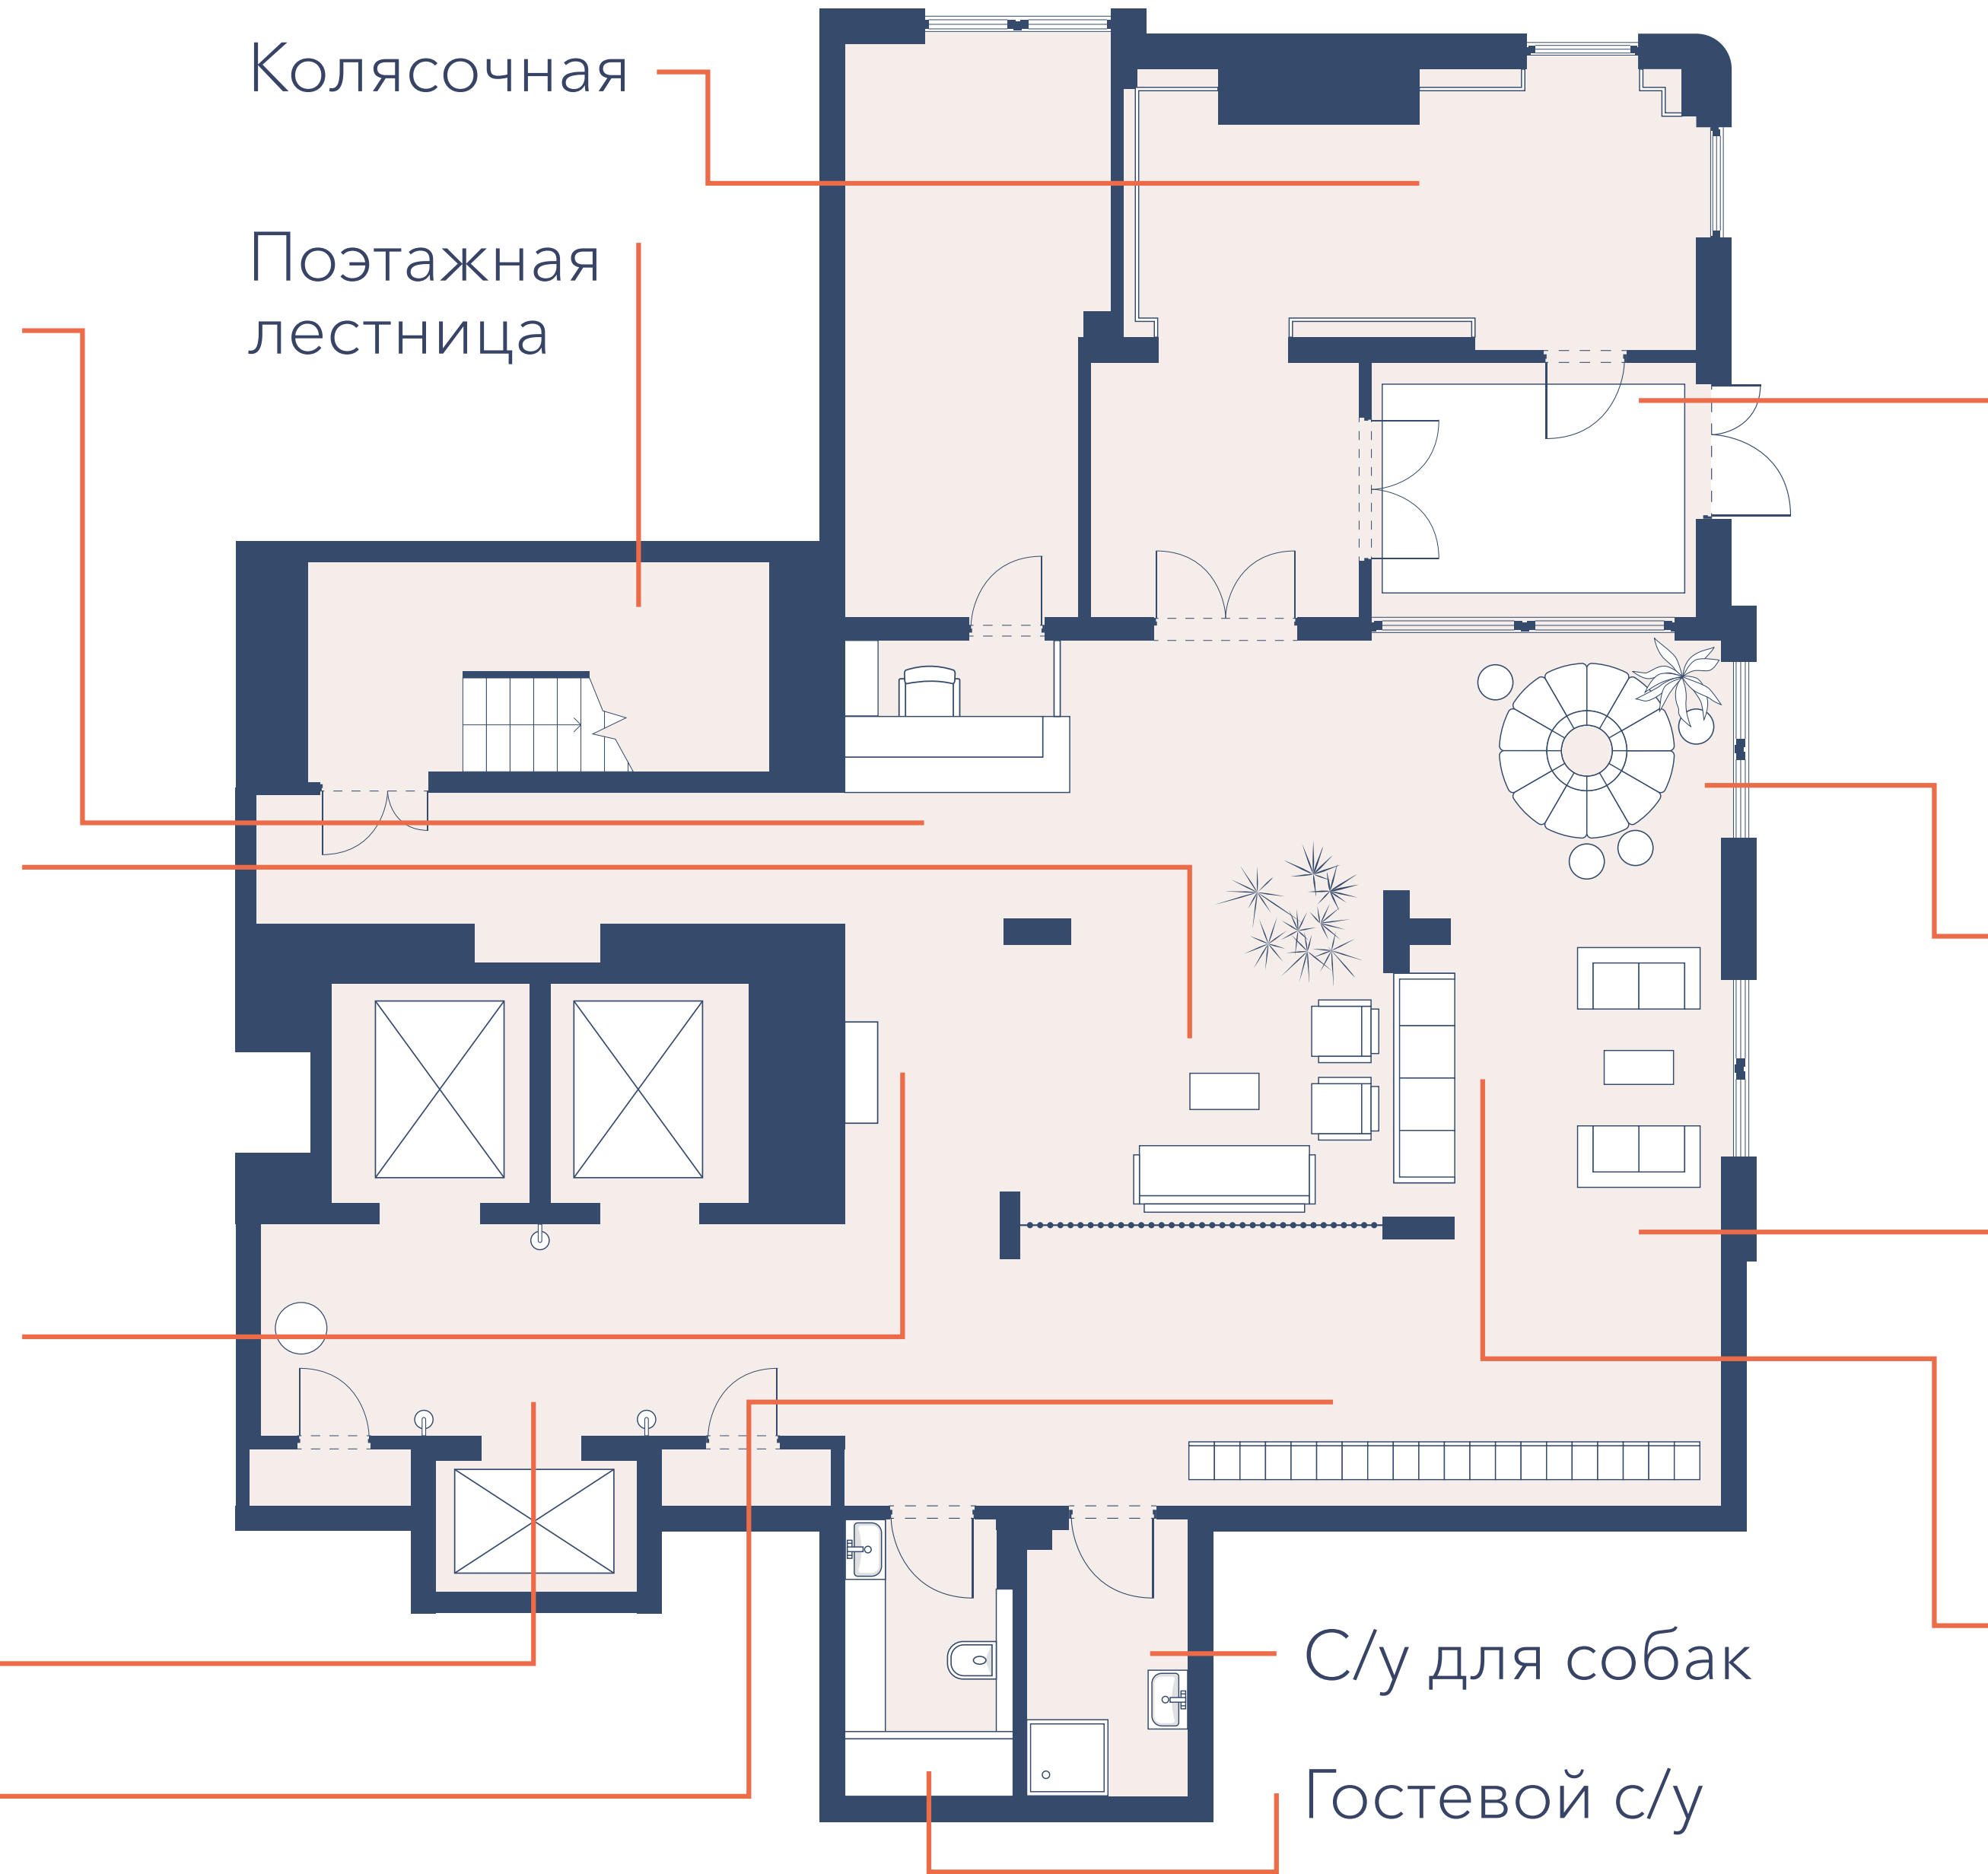 Колясочная
Поэтажная
лестница
С/у для собак
Гостевой с/у